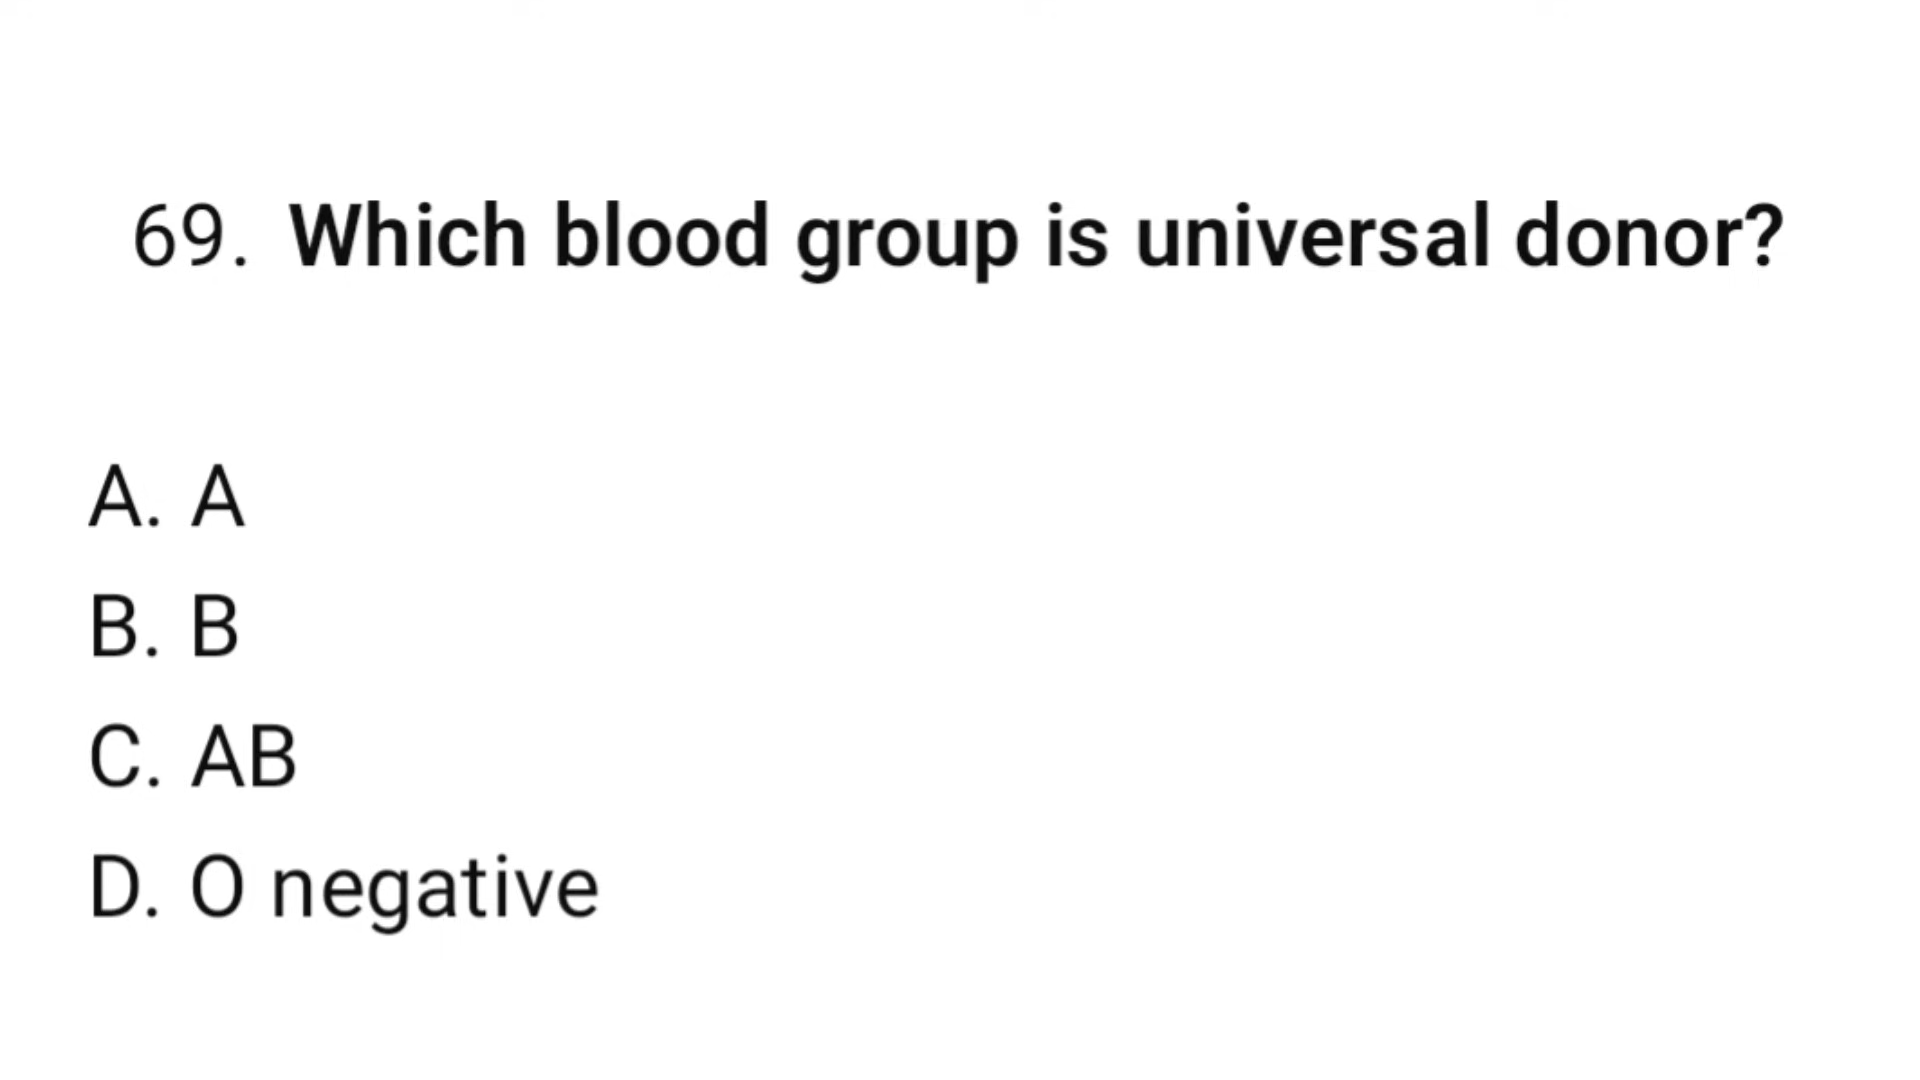 69. Which blood group is universal donor?
A. A
B. B
C. AB
D. O negative